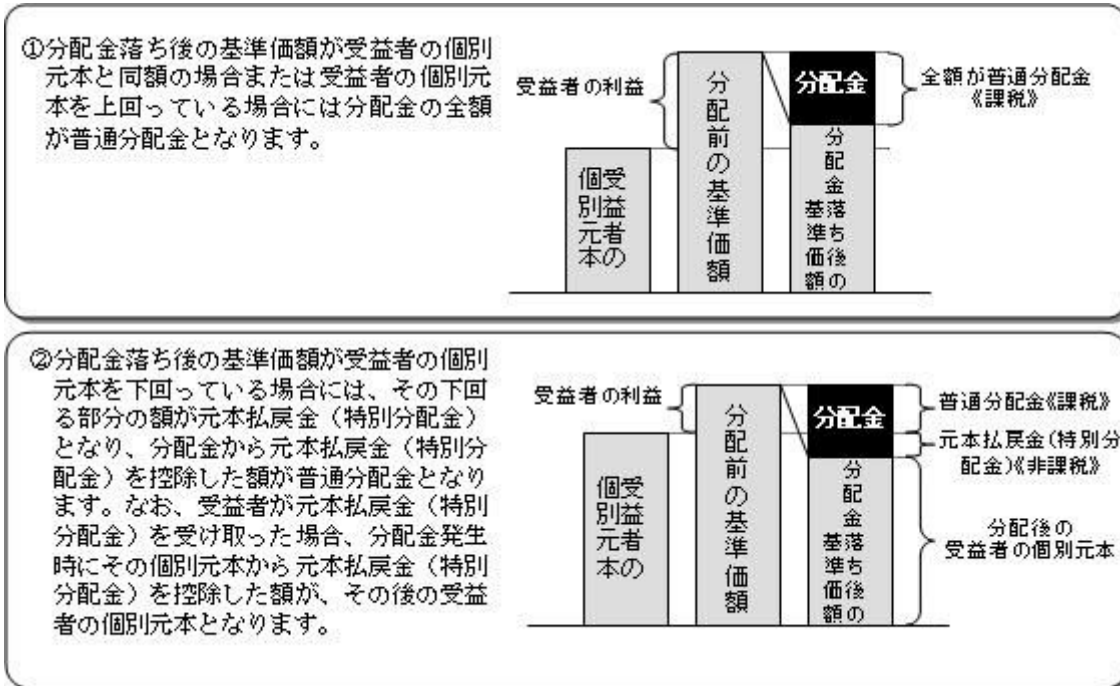 ①分配金落ち後の基準価額が受益者の個別
元本と同額の場合または受益者の個別元
本を上回っている場合には分配金の全額
が普通分配金となります。
受益者の利益
受益者の
個別元本
分配前の基準価額
分配金
分配金落ち後の
基準価額
全額が普通分配金
《課税》
②分配金落ち後の基準価額が受益者の個別
元本を下回っている場合には、その下回
る部分の額が元本払戻金（特別分配金）
となり、分配金から元本払戻金（特別分
配金）を控除した額が普通分配金となり
ます。なお、受益者が元本払戻金（特別
分配金）を受け取った場合、分配金発生
時にその個別元本から元本払戻金（特別
分配金）を控除した額が、その後の受益
者の個別元本となります。
受益者の利益
受益者の
個別元本
分配前の基準価額
分配金
分配金落ち後の
基準価額
普通分配金《課税》
元本払戻金(特別分
配金)《非課税》
分配後の
受益者の個別元本